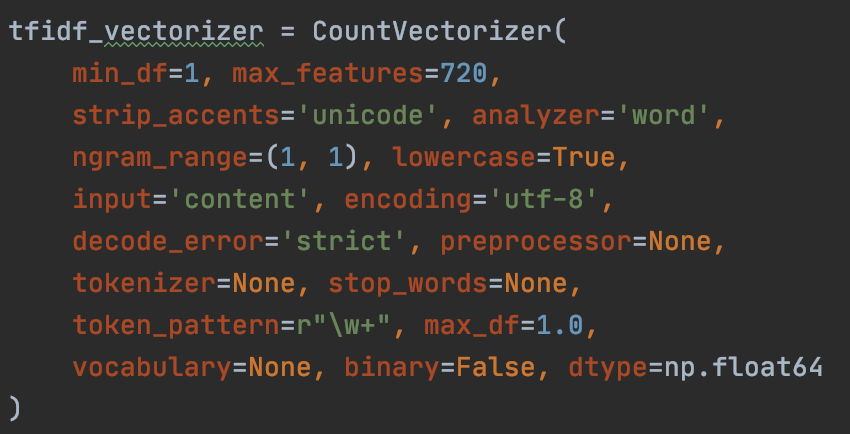 tfidf_vectorizer = CountVectorizer(
    min_df=1, max_features=720,
    strip_accents='unicode', analyzer='word',
    ngram_range=(1, 1), lowercase=True,
    input='content', encoding='utf-8',
    decode_error='strict', preprocessor=None,
    tokenizer=None, stop_words=None,
    token_pattern=r"\w+", max_df=1.0,
    vocabulary=None, binary=False, dtype=np.float64
)